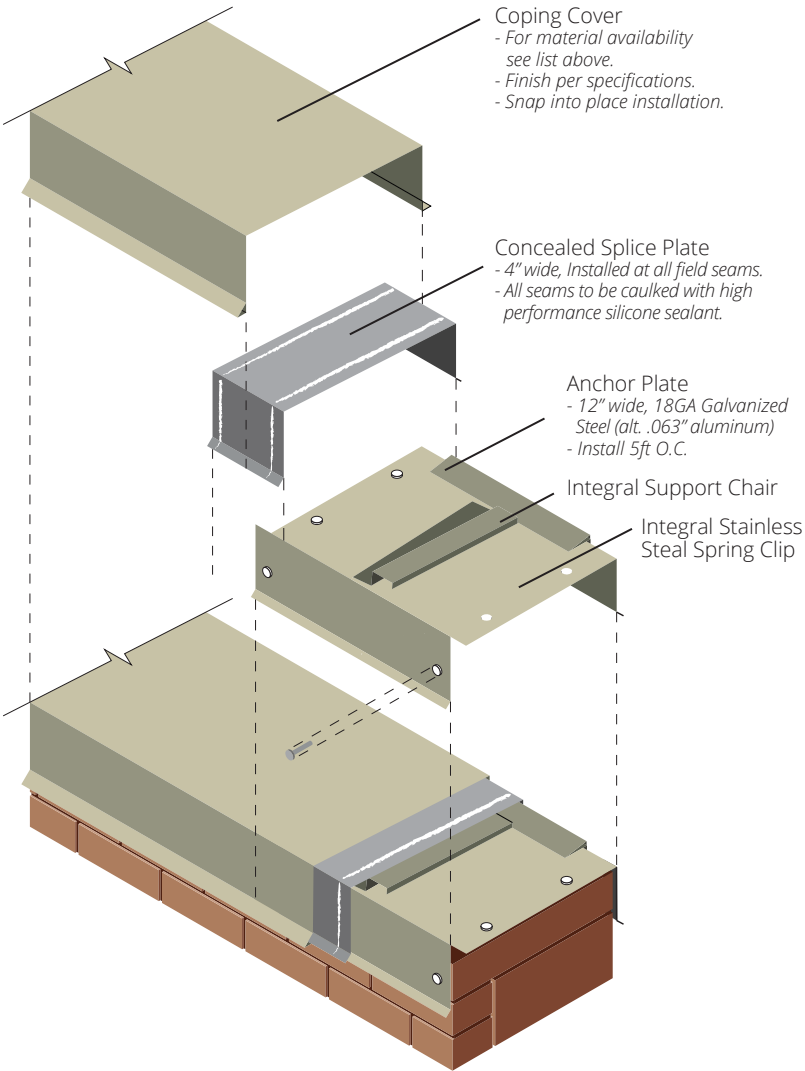 Coping Cover
- For material availability
see list above.
- Finish per specifications.
- Snap into place installation.
Concealed Splice Plate
- 4” wide, Installed at all field seams.
- All seams to be caulked with high
performance silicone sealant.
Anchor Plate
- 12” wide, 18GA Galvanized
Steel (alt. .063” aluminum)
- Install 5ft O.C.
Integral Support Chair
Integral Stainless
Steal Spring Clip